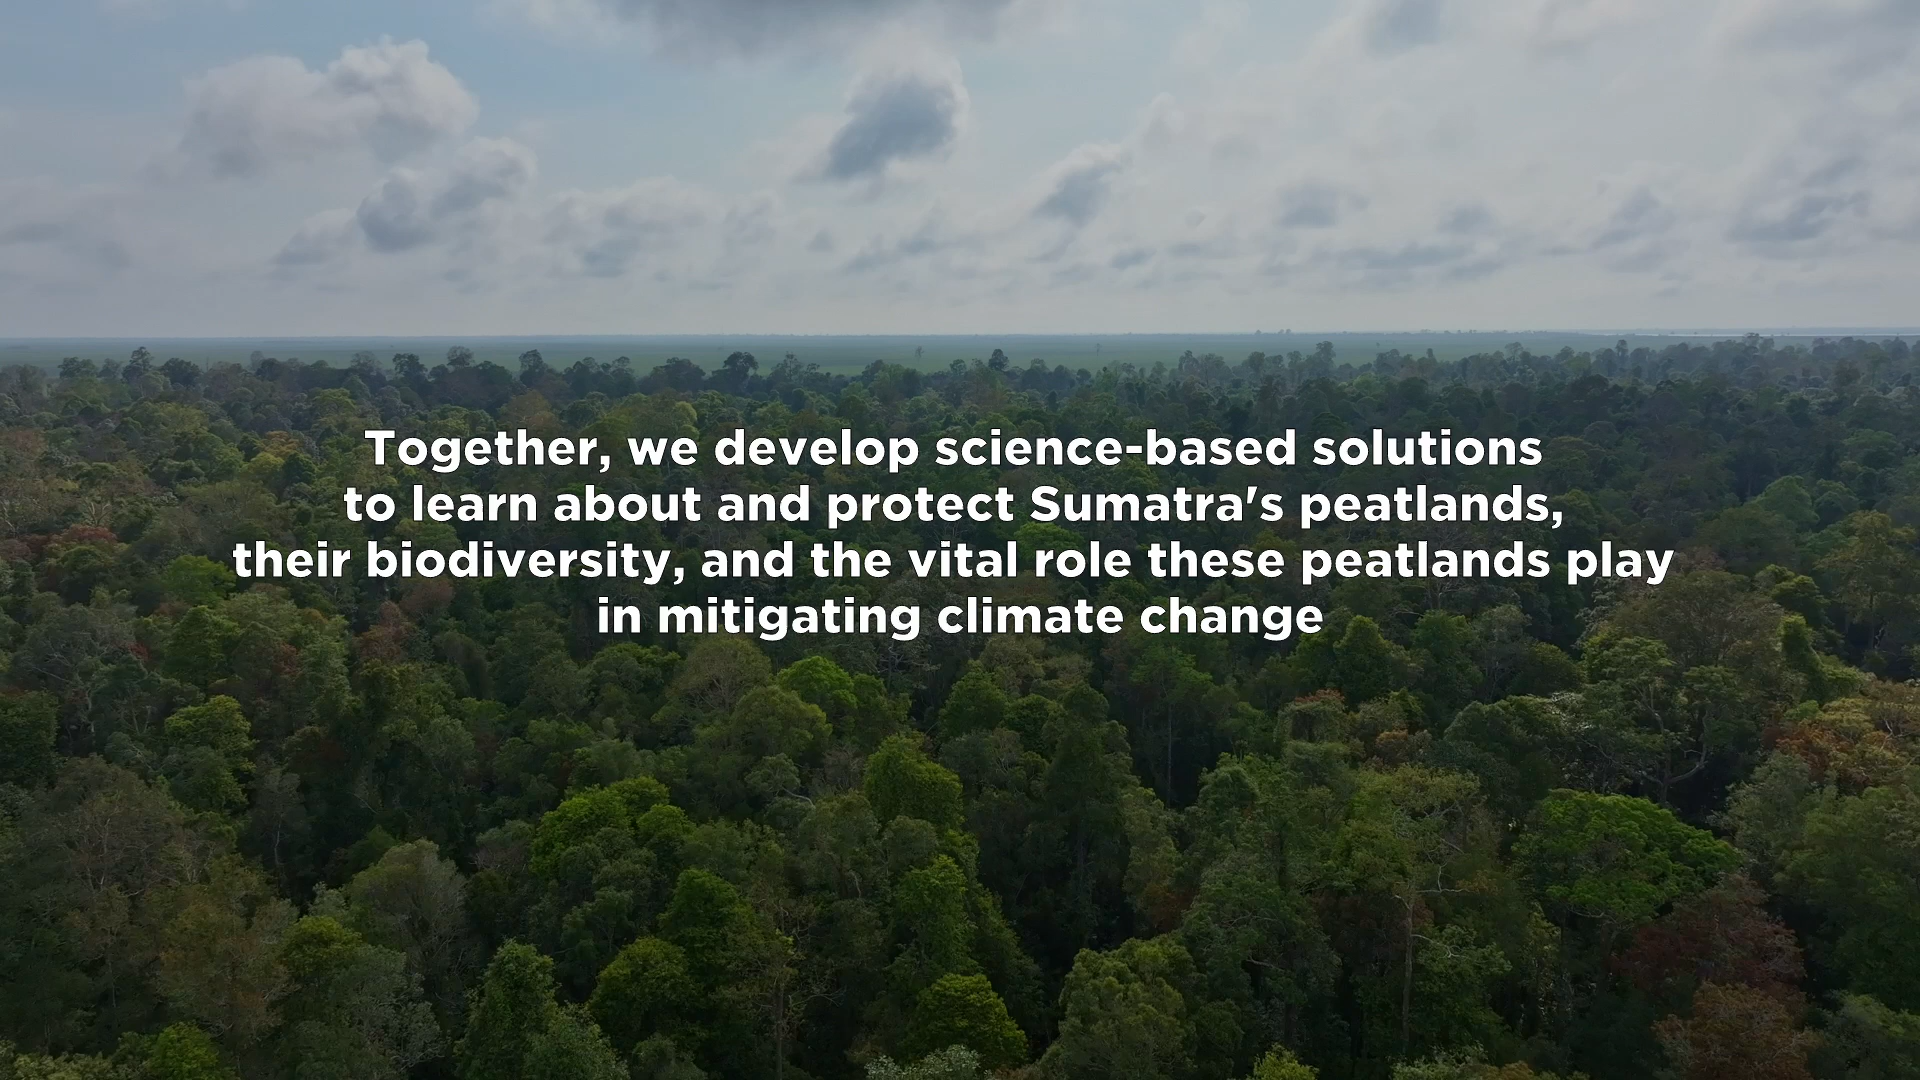 Together, we develop science-based solutions
to learn about and protect Sumatra's peatlands,
their biodiversity, and the vital role these peatlands play
in mitigating climate change